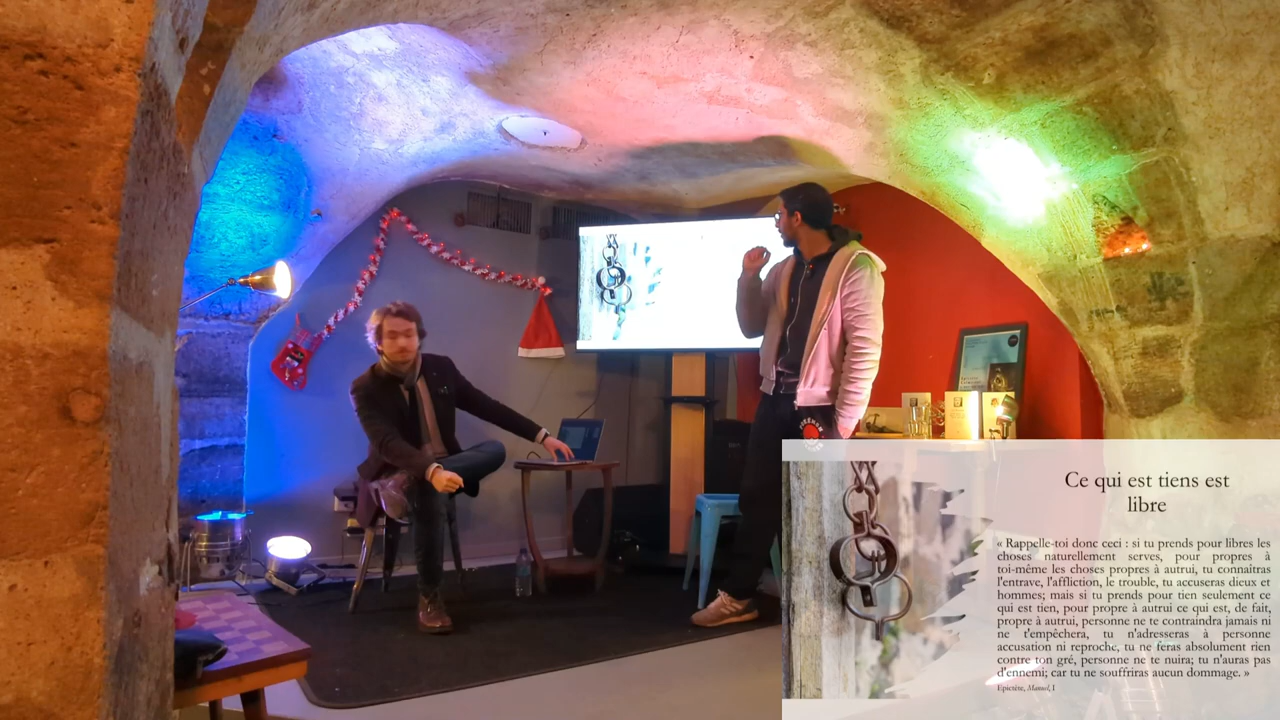 Ce qui est tiens est
libre
« Rappelle-toi donc ceci : si tu prends pour libres les
choses naturellement serves, pour propres à
toi-même les choses propres à autrui, tu connaîtras
l'entrave, l'affliction, le trouble, tu accuseras dieux et
hommes; mais si tu prends pour tien seulement ce
qui est tien, pour propre à autrui ce qui est, de fait,
propre à autrui, personne ne te contraindra jamais ni
ne t'empêchera, tu n'adresseras à personne
accusation ni reproche, tu ne feras absolument rien
contre ton gré, personne ne te nuira; tu n'auras pas
d'ennemi; car tu ne souffriras aucun dommage. »
Epictète, Manuel, I